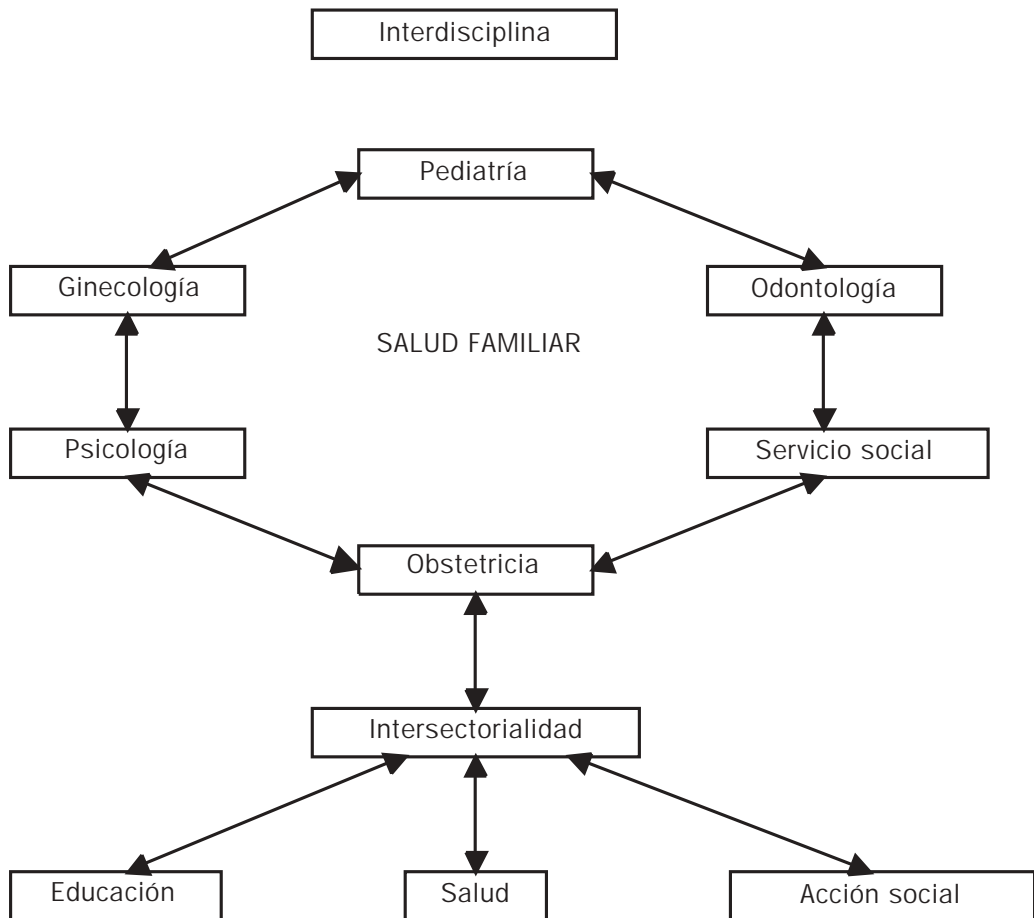 Interdisciplina
Pediatría
Ginecología
Odontología
SALUD FAMILIAR
Psicología
Servicio social
Obstetricia
Intersectorialidad
Educación
Salud
Acción social